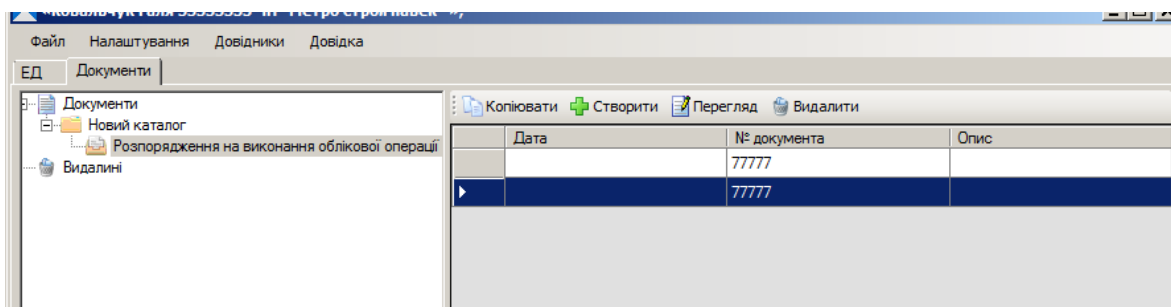 Файл Налаштування Довідники Довідка
ЕД Документи
Документи
Новий каталог
Розпорядження на виконання облікової операції
Видалині
Копіювати Створити Перегляд Видалити
Дата № документа Опис
77777
77777